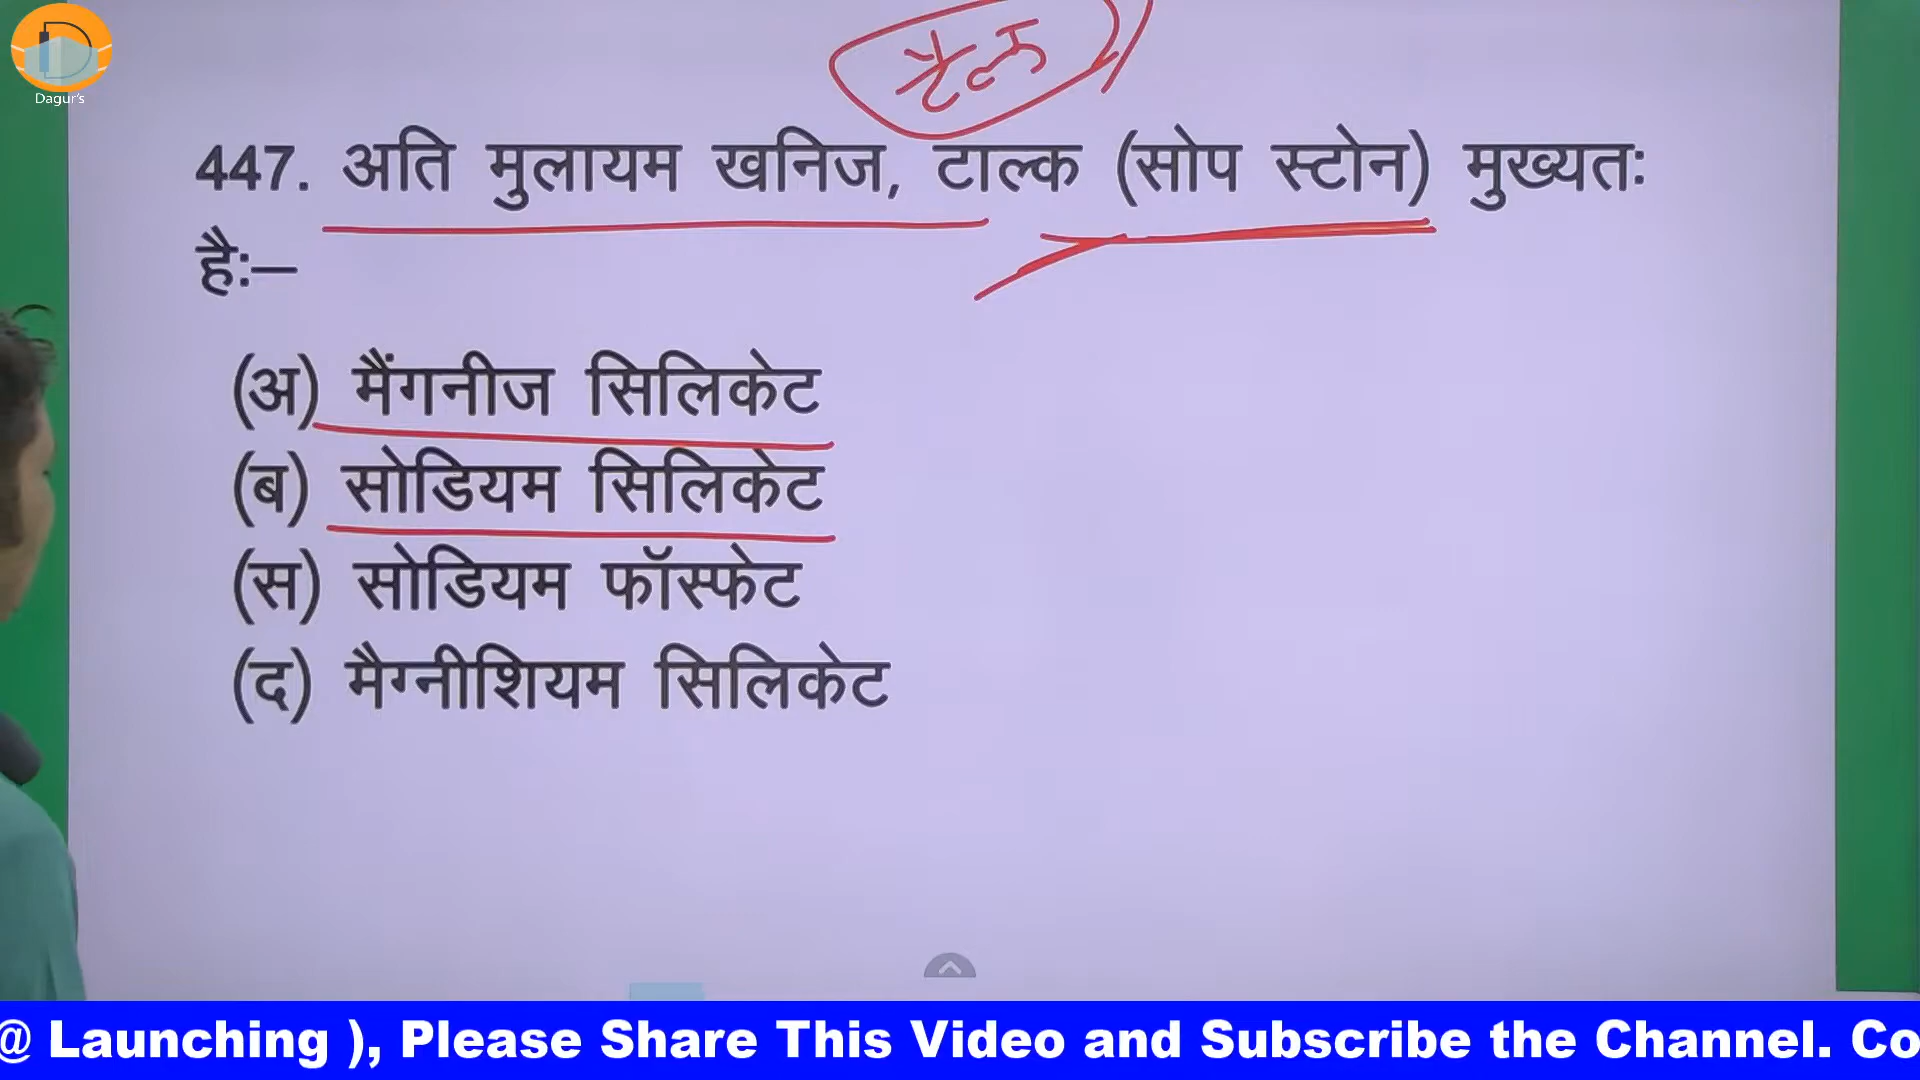 Dagur's
टैल्क
447. अति मुलायम खनिज, टाल्क (सोप स्टोन) मुख्यतः
है:–
(अ) मैंगनीज सिलिकेट
(ब) सोडियम सिलिकेट
(स) सोडियम फॉस्फेट
(द) मैग्नीशियम सिलिकेट
@ Launching ), Please Share This Video and Subscribe the Channel. Co